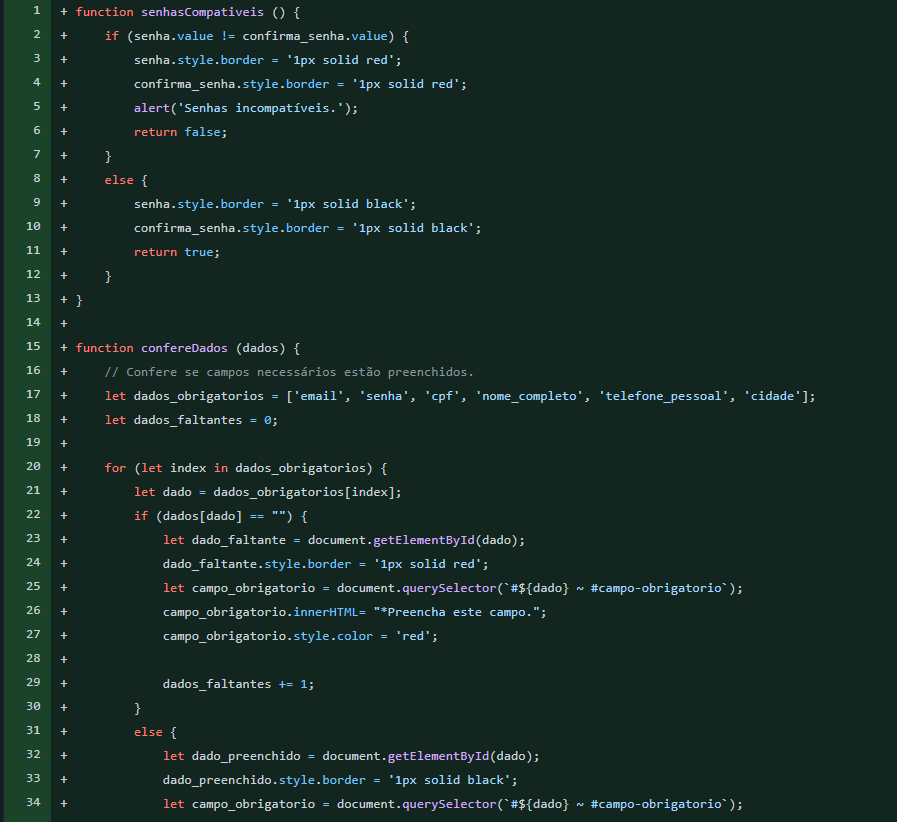 1 + function senhasCompativeis () {
2 +     if (senha.value != confirma_senha.value) {
3 +         senha.style.border = '1px solid red';
4 +         confirma_senha.style.border = '1px solid red';
5 +         alert('Senhas incompatíveis.');
6 +         return false;
7 +     }
8 +     else {
9 +         senha.style.border = '1px solid black';
10 +         confirma_senha.style.border = '1px solid black';
11 +         return true;
12 +     }
13 + }
14 +
15 + function confereDados (dados) {
16 +     // Confere se campos necessários estão preenchidos.
17 +     let dados_obrigatorios = ['email', 'senha', 'cpf', 'nome_completo', 'telefone_pessoal', 'cidade'];
18 +     let dados_faltantes = 0;
19 +
20 +     for (let index in dados_obrigatorios) {
21 +         let dado = dados_obrigatorios[index];
22 +         if (dados[dado] == "") {
23 +             let dado_faltante = document.getElementById(dado);
24 +             dado_faltante.style.border = '1px solid red';
25 +             let campo_obrigatorio = document.querySelector(`#${dado} ~ #campo-obrigatorio`);
26 +             campo_obrigatorio.innerHTML= "*Preencha este campo.";
27 +             campo_obrigatorio.style.color = 'red';
28 +
29 +             dados_faltantes += 1;
30 +         }
31 +         else {
32 +             let dado_preenchido = document.getElementById(dado);
33 +             dado_preenchido.style.border = '1px solid black';
34 +             let campo_obrigatorio = document.querySelector(`#${dado} ~ #campo-obrigatorio`);